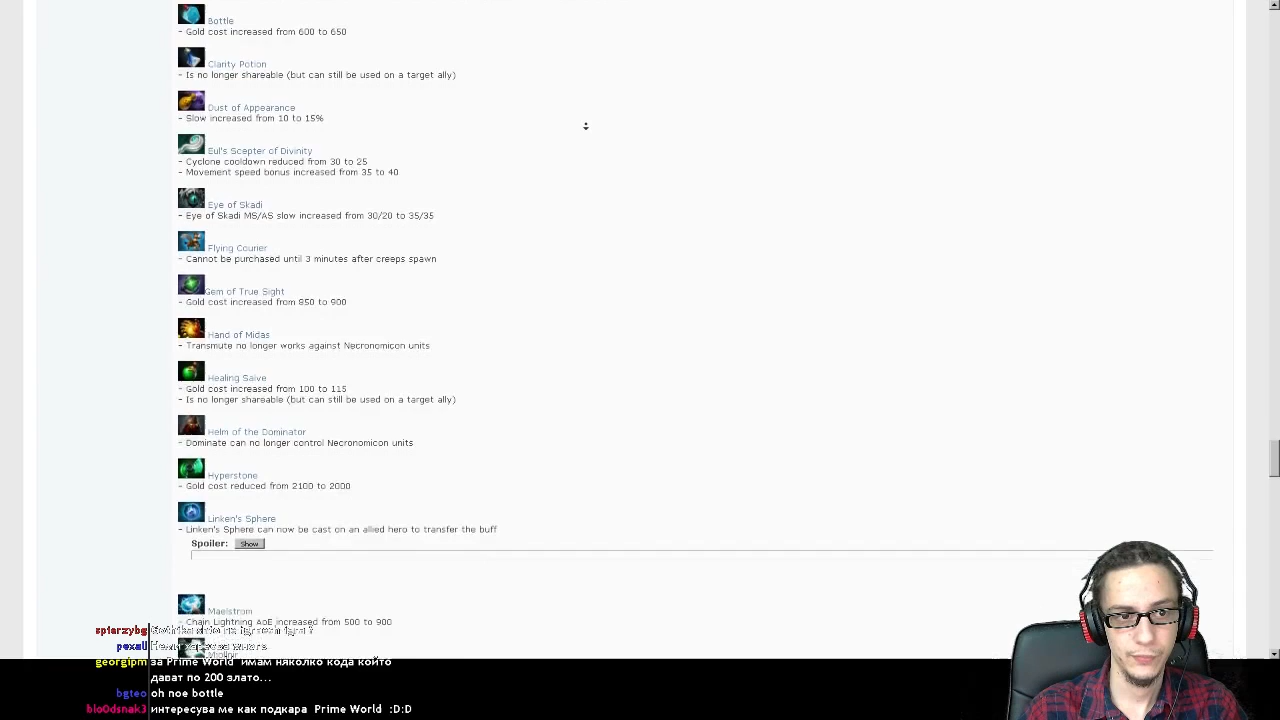 Bottle
- Gold cost increased from 600 to 650
Clarity Potion
- Is no longer shareable (but can still be used on a target ally)
Dust of Appearance
- Slow increased from 10 to 15%
Eul's Scepter of Divinity
- Cyclone cooldown reduced from 30 to 25
- Movement speed bonus increased from 35 to 40
Eye of Skadi
- Eye of Skadi MS/AS slow increased from 30/20 to 35/35
Flying Courier
- Cannot be purchased until 3 minutes after creeps spawn
Gem of True Sight
- Gold cost increased from 850 to 900
Hand of Midas
- Transmute no longer works against Necronomicon units
Healing Salve
- Gold cost increased from 100 to 115
- Is no longer shareable (but can still be used on a target ally)
Helm of the Dominator
- Dominate can no longer control Necronomicon units
Hyperstone
- Gold cost reduced from 2100 to 2000
Linken's Sphere
- Linken's Sphere can now be cast on an allied hero to transfer the buff
Spoiler: Show
Maelstrom
- Chain Lightning AoE increased from 500 to 900
spiarzybg
pexall
georgipm за Prime World имам няколко кода който
дават по 200 злато...
bgteo oh noe bottle
blo0dsnak3 интересува ме как подкара Prime World :D:D